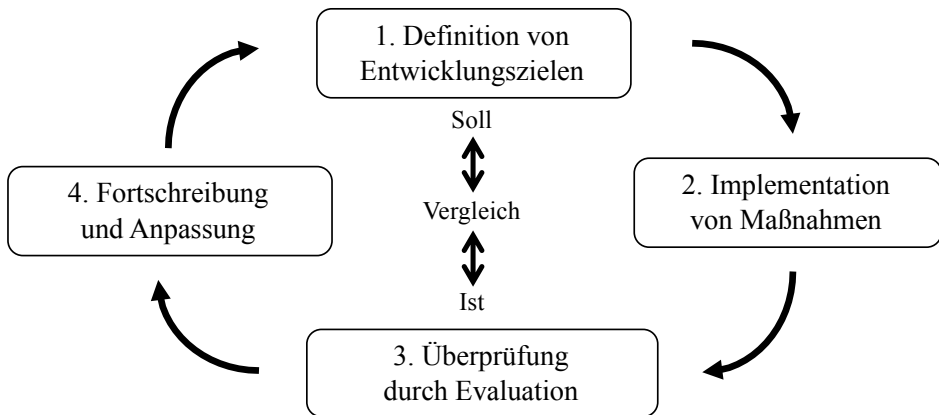 1. Definition von
Entwicklungszielen
Soll
4. Fortschreibung
und Anpassung
Vergleich
2. Implementation
von Maßnahmen
Ist
3. Überprüfung
durch Evaluation